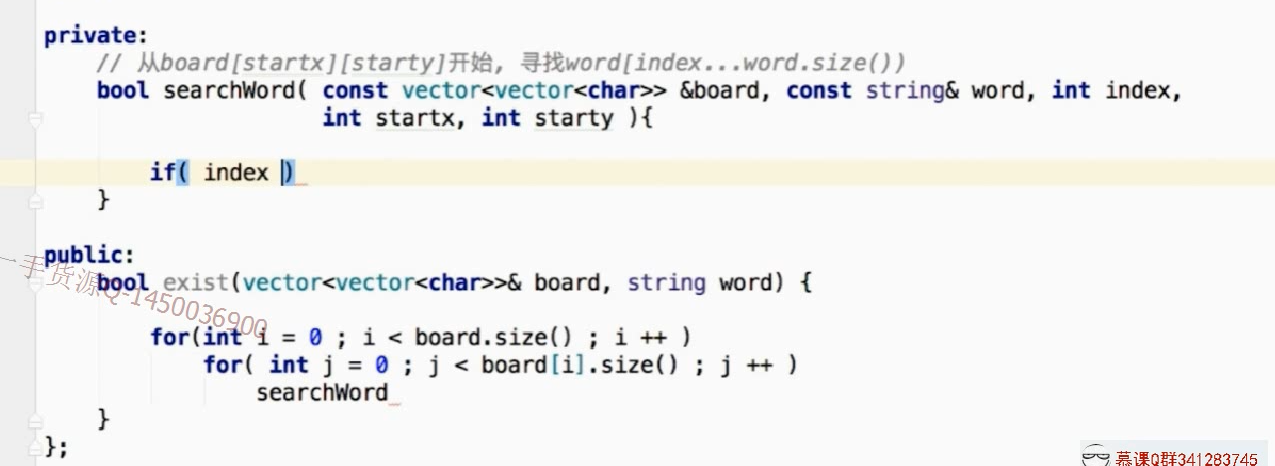 private:
// 从board[startx][starty]开始, 寻找word[index...word.size())
bool searchWord( const vector<vector<char>> &board, const string& word, int index,
int startx, int starty ){
if( index )
}
public:
bool exist(vector<vector<char>>& board, string word) {
for(int i = 0 ; i < board.size() ; i ++ )
for( int j = 0 ; j < board[i].size() ; j ++ )
searchWord
}
};
一手货源Q-1450036900
慕课Q群341283745